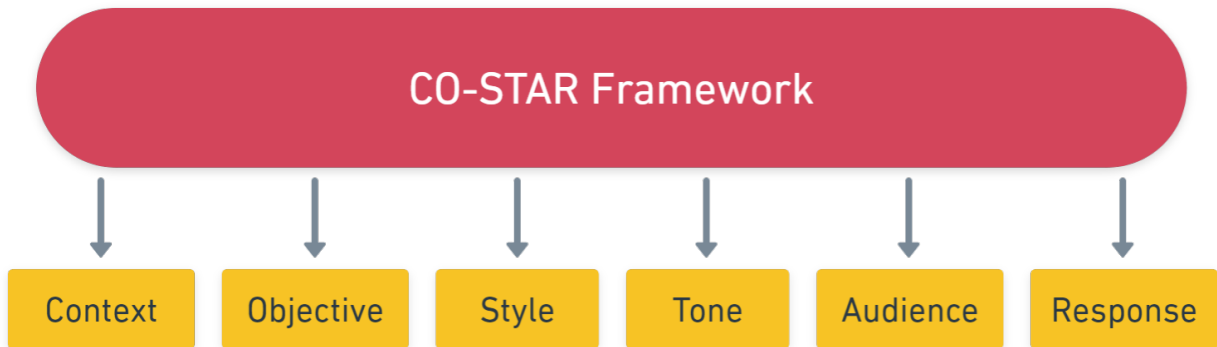 CO-STAR Framework
Context
Objective
Style
Tone
Audience
Response